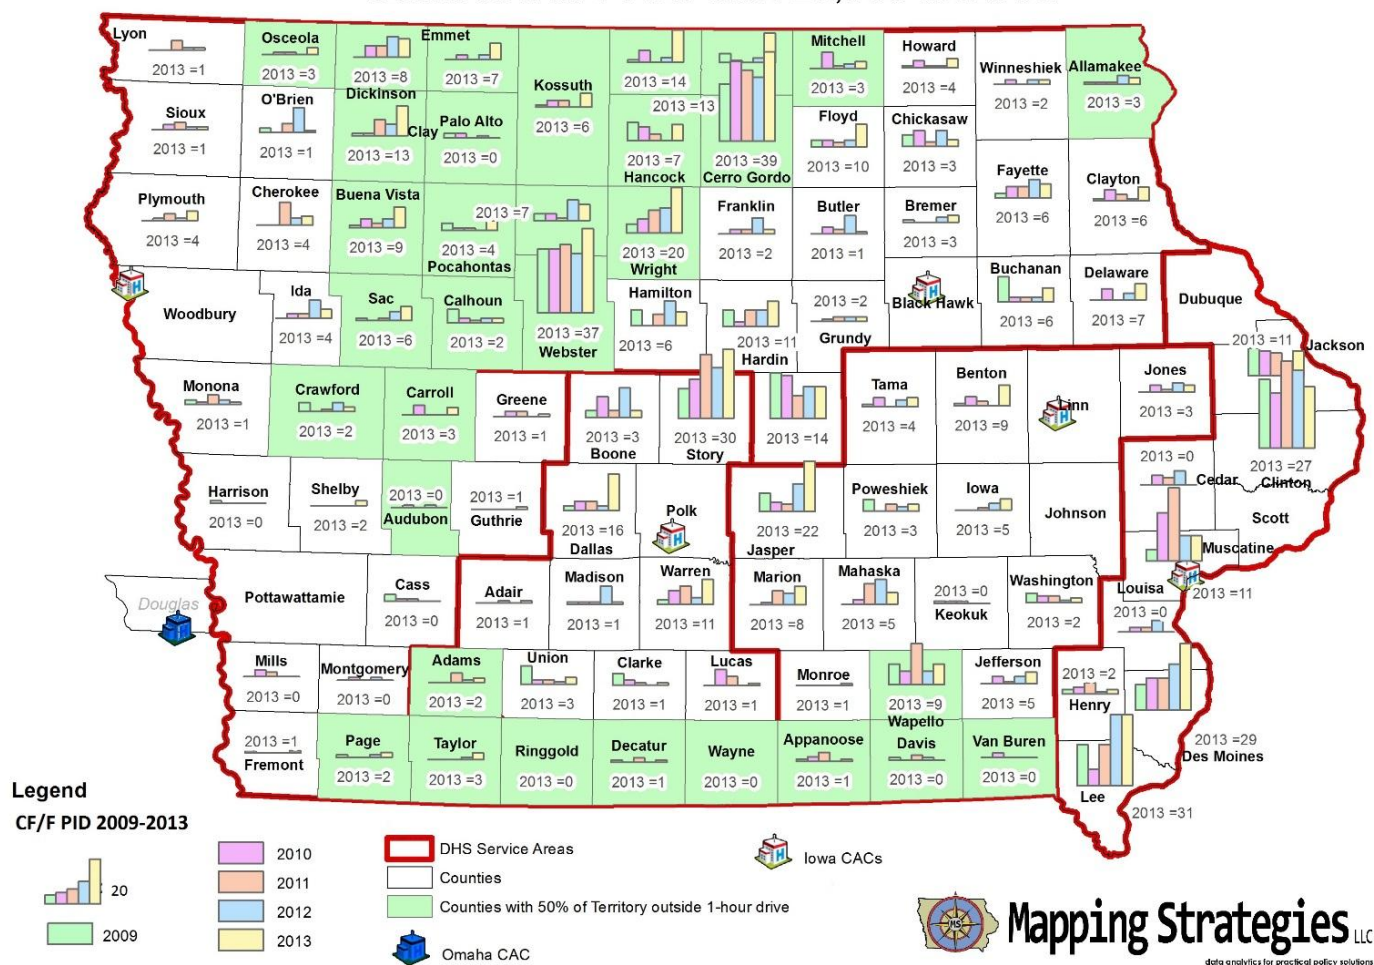 Lyon
2013 =1
Osceola
2013 =3
2013 =8
Dickinson
Emmet
2013 =7
Kossuth
2013 =6
2013 =14
2013 =13
Mitchell
2013 =3
Howard
2013 =4
Winneshiek
2013 =2
Allamakee
2013 =3
Sioux
2013 =1
O'Brien
2013 =1
Clay
2013 =13
Palo Alto
2013 =0
2013 =7
Hancock
2013 =39
Cerro Gordo
Floyd
2013 =10
Chickasaw
2013 =3
Fayette
2013 =6
Clayton
2013 =6
Plymouth
2013 =4
Cherokee
2013 =4
Buena Vista
2013 =9
2013 =4
Pocahontas
2013 =7
2013 =20
Wright
Franklin
2013 =2
Butler
2013 =1
Bremer
2013 =3
Woodbury
Ida
2013 =4
Sac
2013 =6
Calhoun
2013 =2
2013 =37
Webster
Hamilton
2013 =6
2013 =11
Hardin
2013 =2
Grundy
Black Hawk
Buchanan
2013 =6
Delaware
2013 =7
Dubuque
2013 =11
Jackson
Monona
2013 =1
Crawford
2013 =2
Carroll
2013 =3
Greene
2013 =1
2013 =3
Boone
2013 =30
Story
2013 =14
Tama
2013 =4
Benton
2013 =9
Linn
Jones
2013 =3
2013 =27
Clinton
Harrison
2013 =0
Shelby
2013 =2
2013 =0
Audubon
2013 =1
Guthrie
2013 =16
Dallas
Polk
2013 =22
Jasper
Poweshiek
2013 =3
Iowa
2013 =5
Johnson
2013 =0
Cedar
Scott
Muscatine
2013 =11
Douglas
Pottawattamie
Cass
2013 =0
Adair
2013 =1
Madison
2013 =1
Warren
2013 =11
Marion
2013 =8
Mahaska
2013 =5
2013 =0
Keokuk
Washington
2013 =2
Louisa
2013 =0
Mills
2013 =0
Montgomery
2013 =0
Adams
2013 =2
Union
2013 =3
Clarke
2013 =1
Lucas
2013 =1
Monroe
2013 =1
2013 =9
Wapello
Jefferson
2013 =5
2013 =2
Henry
2013 =29
Des Moines
2013 =1
Fremont
Page
2013 =2
Taylor
2013 =3
Ringgold
2013 =0
Decatur
2013 =1
Wayne
2013 =0
Appanoose
2013 =1
Davis
2013 =0
Van Buren
2013 =0
Lee
2013 =31
Legend
CF/F PID 2009-2013
20
2009
2010
2011
2012
2013
DHS Service Areas
Counties
Counties with 50% of Territory outside 1-hour drive
Omaha CAC
Iowa CACs
MS
Mapping Strategies LLC
data analytics for practical policy solutions